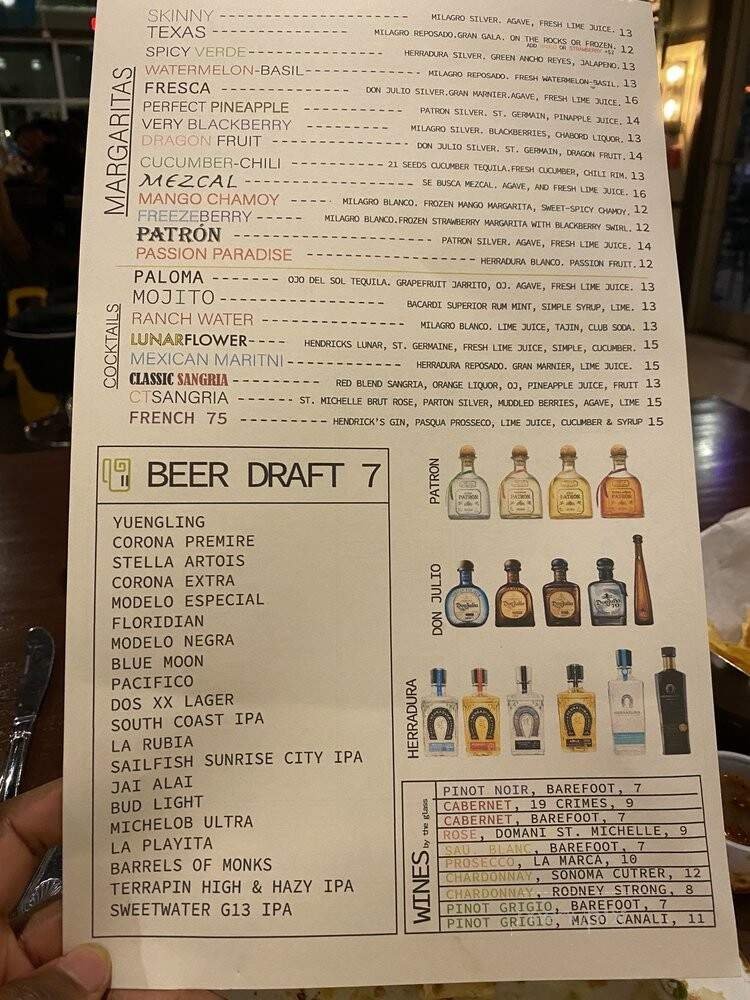 MARGARITAS
SKINNY MILAGRO SILVER. AGAVE, FRESH LIME JUICE. 13
TEXAS MILAGRO REPOSADO.GRAN GALA. ON THE ROCKS OR FROZEN. 12
ADD OR STRAWBERRY +$2
SPICY VERDE HERRADURA SILVER. GREEN ANCHO REYES, JALAPENO. 13
WATERMELON-BASIL MILAGRO REPOSADO. FRESH WATERMELON-BASIL. 13
FRESCA DON JULIO SILVER.GRAN MARNIER.AGAVE, FRESH LIME JUICE. 16
PERFECT PINEAPPLE PATRON SILVER. ST. GERMAIN, PINAPPLE JUICE. 14
VERY BLACKBERRY MILAGRO SILVER. BLACKBERRIES, CHABORD LIQUOR. 13
DRAGON FRUIT DON JULIO SILVER. ST. GERMAIN, DRAGON FRUIT. 14
CUCUMBER-CHILI 21 SEEDS CUCUMBER TEQUILA.FRESH CUCUMBER, CHILI RIM. 13
MEZCAL SE BUSCA MEZCAL. AGAVE, AND FRESH LIME JUICE. 16
MANGO CHAMOY MILAGRO BLANCO. FROZEN MANGO MARGARITA, SWEET-SPICY CHAMOY. 12
FREEZEBERRY MILAGRO BLANCO.FROZEN STRAWBERRY MARGARITA WITH BLACKBERRY SWIRL. 12
PATRÓN PATRON SILVER. AGAVE, FRESH LIME JUICE. 14
PASSION PARADISE HERRADURA BLANCO. PASSION FRUIT. 12
COCKTAILS
PALOMA OJO DEL SOL TEQUILA. GRAPEFRUIT JARRITO, OJ. AGAVE, FRESH LIME JUICE. 13
MOJITO BACARDI SUPERIOR RUM MINT, SIMPLE SYRUP, LIME. 13
RANCH WATER MILAGRO BLANCO. LIME JUICE, TAJIN, CLUB SODA. 13
LUNARFLOWER HENDRICKS LUNAR, ST. GERMAINE, FRESH LIME JUICE, SIMPLE, CUCUMBER. 15
MEXICAN MARITNI HERRADURA REPOSADO. GRAN MARNIER, LIME JUICE. 15
CLASSIC SANGRIA RED BLEND SANGRIA, ORANGE LIQUOR, OJ, PINEAPPLE JUICE, FRUIT 13
CTSANGRIA ST. MICHELLE BRUT ROSE, PARTON SILVER, MUDDLED BERRIES, AGAVE, LIME 15
FRENCH 75 HENDRICK'S GIN, PASQUA PROSSECO, LIME JUICE, CUCUMBER & SYRUP 15
BEER DRAFT 7
YUENGLING
CORONA PREMIRE
STELLA ARTOIS
CORONA EXTRA
MODELO ESPECIAL
FLORIDIAN
MODELO NEGRA
BLUE MOON
PACIFICO
DOS XX LAGER
SOUTH COAST IPA
LA RUBIA
SAILFISH SUNRISE CITY IPA
JAI ALAI
BUD LIGHT
MICHELOB ULTRA
LA PLAYITA
BARRELS OF MONKS
TERRAPIN HIGH & HAZY IPA
SWEETWATER G13 IPA
PATRON
DON JULIO
HERRADURA
WINES by the glass
PINOT NOIR, BAREFOOT, 7
CABERNET, 19 CRIMES, 9
CABERNET, BAREFOOT, 7
ROSE, DOMANI ST. MICHELLE, 9
SAU. BLANC, BAREFOOT, 7
PROSECCO, LA MARCA, 10
CHARDONNAY, SONOMA CUTRER, 12
CHARDONNAY, RODNEY STRONG, 8
PINOT GRIGIO, BAREFOOT, 7
PINOT GRIGIO, MASO CANALI, 11